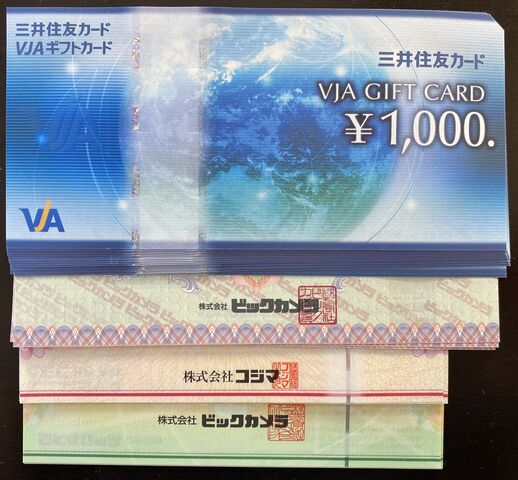 三井住友カード
VJAギフトカード
三井住友カード
VJA GIFT CARD
￥1,000.
VJA
株式会社 ビックカメラ
株式会社 コジマ
株式会社 ビックカメラ